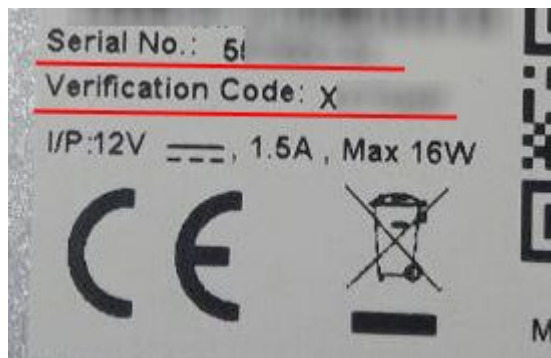 Serial No.: 5
Verification Code: X
I/P:12V ⎓, 1.5A , Max 16W
CE
M